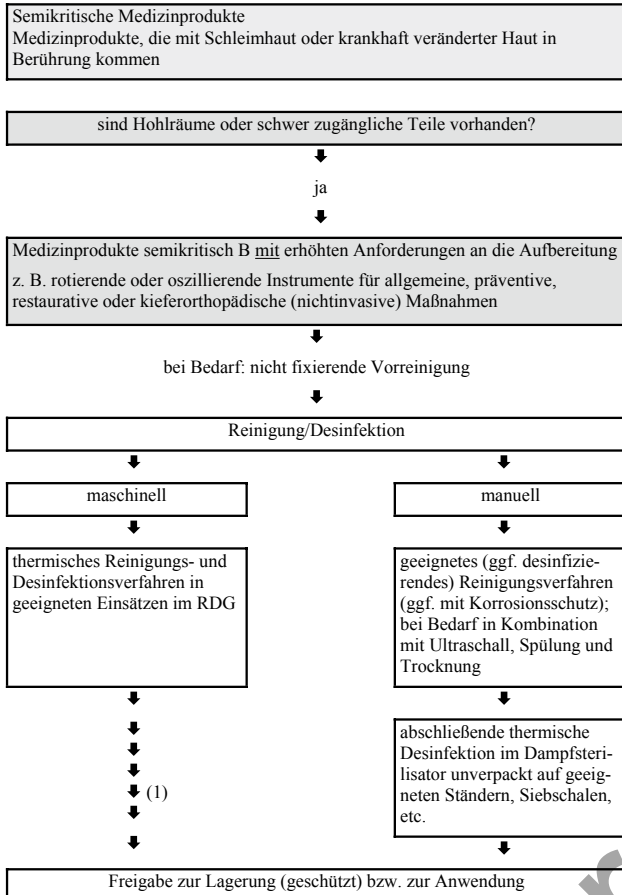 Semikritische Medizinprodukte
Medizinprodukte, die mit Schleimhaut oder krankhaft veränderter Haut in
Berührung kommen
sind Hohlräume oder schwer zugängliche Teile vorhanden?
ja
Medizinprodukte semikritisch B mit erhöhten Anforderungen an die Aufbereitung
z. B. rotierende oder oszillierende Instrumente für allgemeine, präventive,
restaurative oder kieferorthopädische (nichtinvasive) Maßnahmen
bei Bedarf: nicht fixierende Vorreinigung
Reinigung/Desinfektion
maschinell
thermisches Reinigungs- und
Desinfektionsverfahren in
geeigneten Einsätzen im RDG
(1)
manuell
geeignetes (ggf. desinfizie-
rendes) Reinigungsverfahren
(ggf. mit Korrosionsschutz);
bei Bedarf in Kombination
mit Ultraschall, Spülung und
Trocknung
abschließende thermische
Desinfektion im Dampfsteri-
lisator unverpackt auf geeig-
neten Ständern, Siebschalen,
etc.
Freigabe zur Lagerung (geschützt) bzw. zur Anwendung